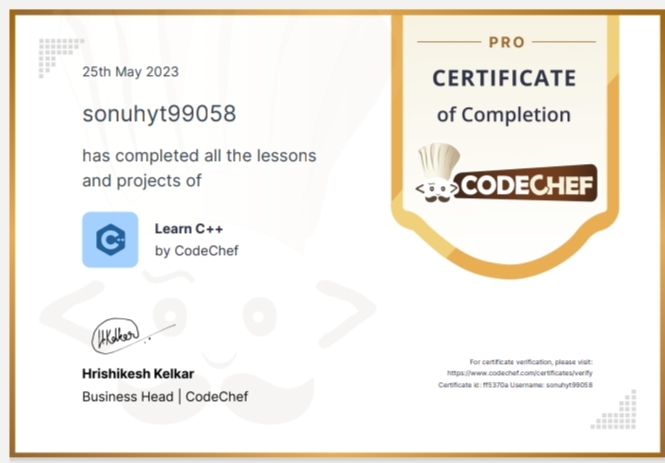 25th May 2023
sonuhyt99058
has completed all the lessons
and projects of
Learn C++
by CodeChef
Hrishikesh Kelkar
Business Head | CodeChef
PRO
CERTIFICATE
of Completion
CODECHEF
For certificate verification, please visit:
https://www.codechef.com/certificates/verify
Certificate id: ff5370a Username: sonuhyt99058